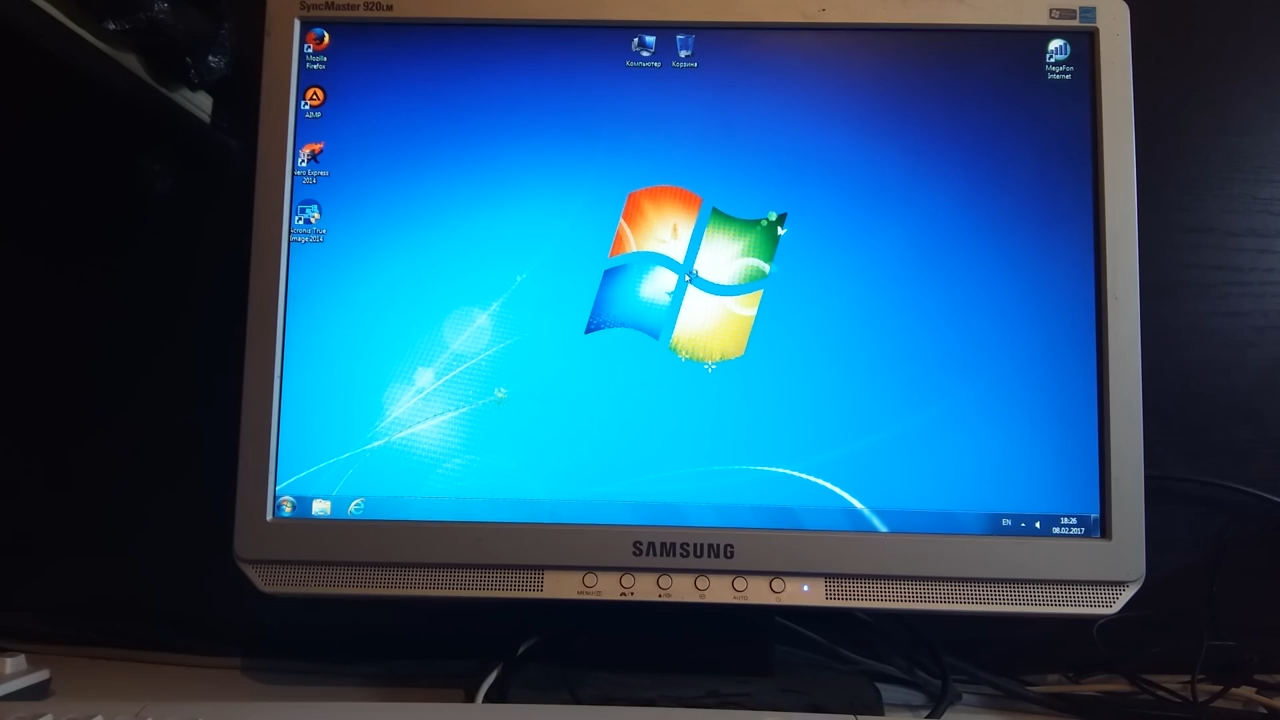 SyncMaster 920LM
Mozilla
Firefox
AIMP
Nero Express
2014
Acronis True
Image 2014
Компьютер
Корзина
MegaFon
Internet
EN
18:26
08.02.2017
SAMSUNG
MENU
AUTO